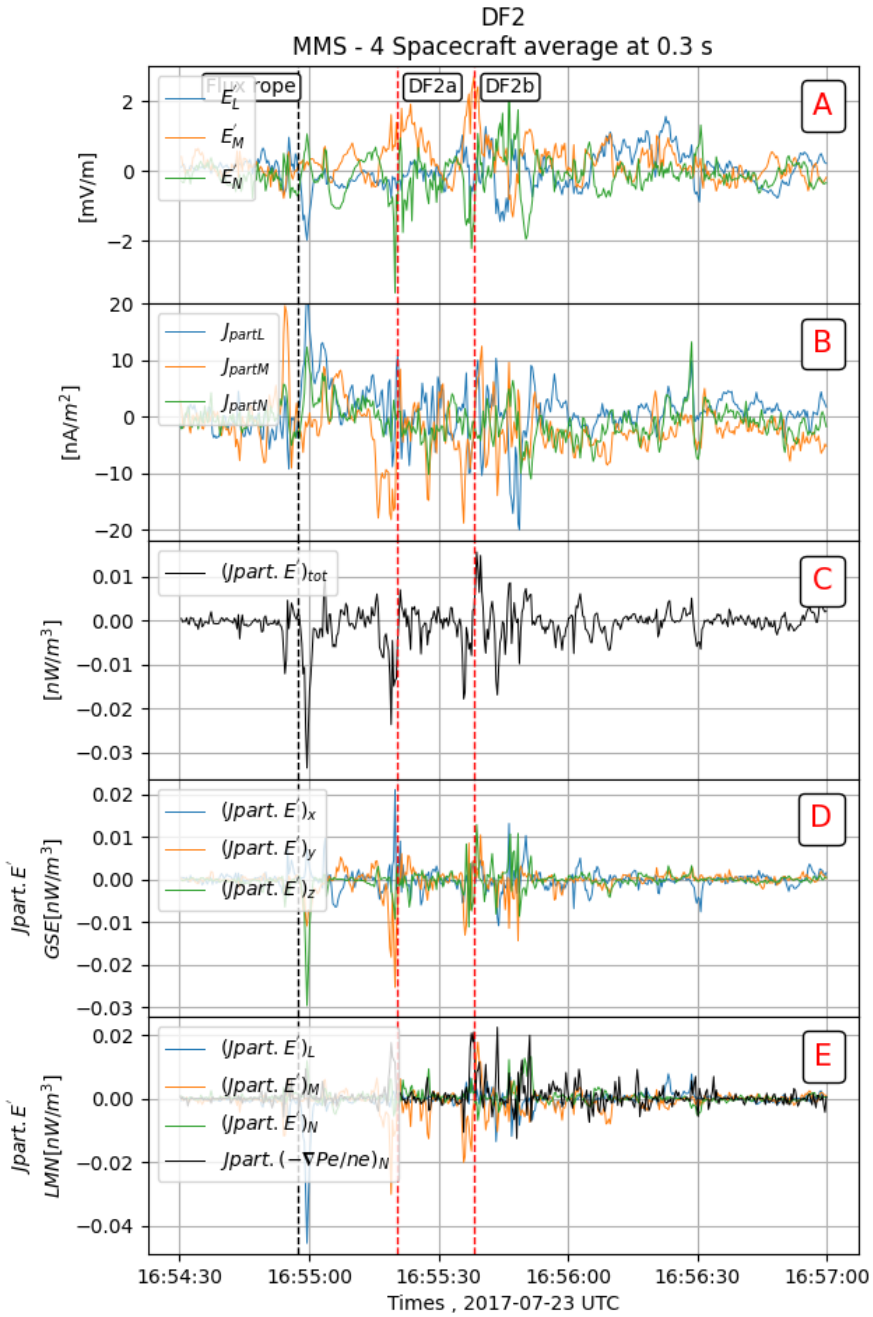 DF2
MMS - 4 Spacecraft average at 0.3 s
Flux rope
DF2a
DF2b
A
E′_L
E′_M
E′_N
2
0
−2
[mV/m]
B
J_partL
J_partM
J_partN
20
10
0
−10
−20
[nA/m²]
C
(Jpart. E′)_tot
0.01
0.00
−0.01
−0.02
−0.03
[nW/m³]
D
(Jpart. E′)_x
(Jpart. E′)_y
(Jpart. E′)_z
0.02
0.01
0.00
−0.01
−0.02
−0.03
Jpart. E′
GSE[nW/m³]
E
(Jpart. E′)_L
(Jpart. E′)_M
(Jpart. E′)_N
Jpart. (−∇Pe/ne)_N
0.02
0.00
−0.02
−0.04
Jpart. E′
LMN[nW/m³]
16:54:30 16:55:00 16:55:30 16:56:00 16:56:30 16:57:00
Times , 2017-07-23 UTC